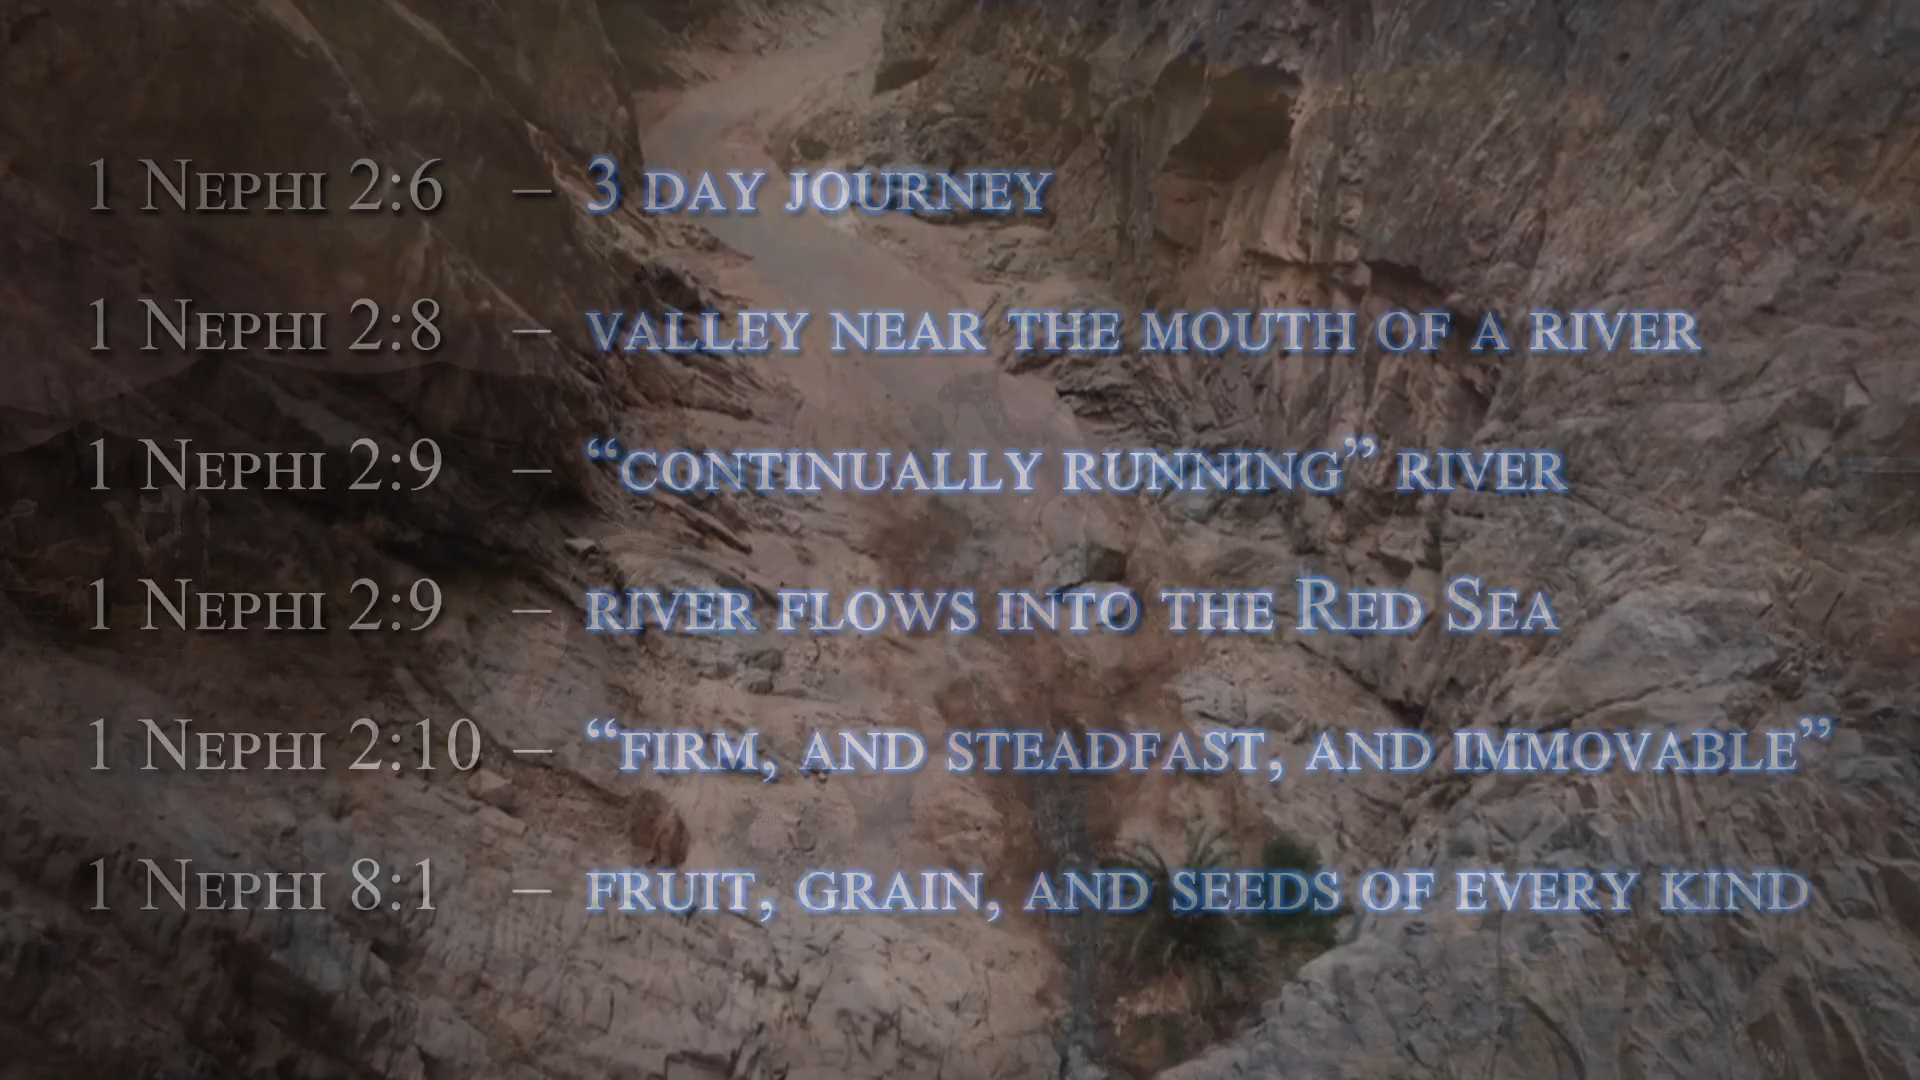 1 Nephi 2:6 – 3 day journey
1 Nephi 2:8 – valley near the mouth of a river
1 Nephi 2:9 – “continually running” river
1 Nephi 2:9 – river flows into the Red Sea
1 Nephi 2:10 – “firm, and steadfast, and immovable”
1 Nephi 8:1 – fruit, grain, and seeds of every kind